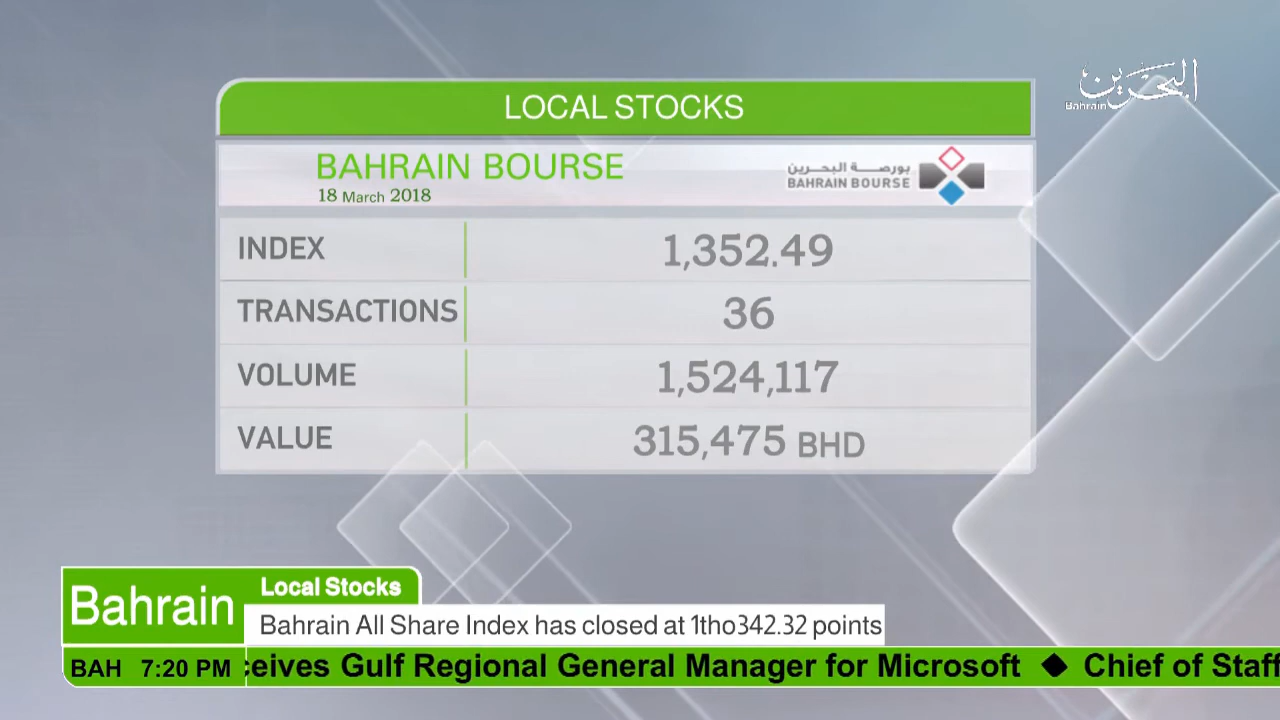 البحرين
Bahrain
LOCAL STOCKS
BAHRAIN BOURSE
18 March 2018
بورصة البحرين
BAHRAIN BOURSE
INDEX 1,352.49
TRANSACTIONS 36
VOLUME 1,524,117
VALUE 315,475 BHD
Bahrain
Local Stocks
Bahrain All Share Index has closed at 1tho342.32 points
BAH 7:20 PM ceives Gulf Regional General Manager for Microsoft ◆ Chief of Staff